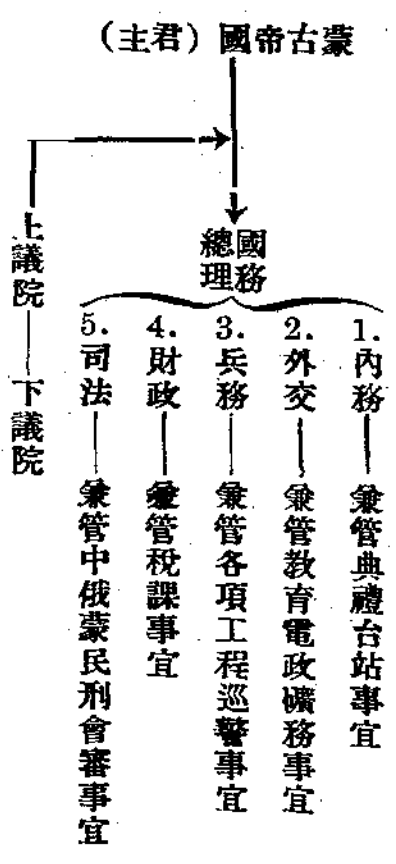 蒙古帝國（君主）
國務
總理
1.內務——兼管典禮台站事宜
2.外交——兼管教育電政礦務事宜
3.兵務——兼管各項工程巡警事宜
4.財政——兼管稅課事宜
5.司法——兼管中俄蒙民刑會審事宜
上議院——下議院